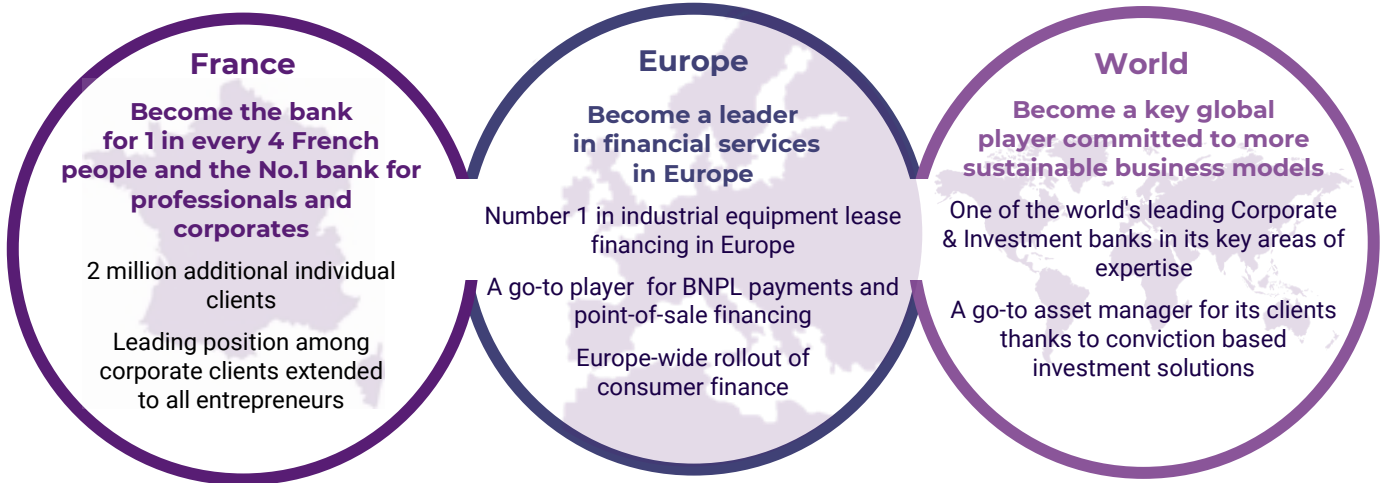 France
Become the bank
for 1 in every 4 French
people and the No.1 bank for
professionals and
corporates
2 million additional individual
clients
Leading position among
corporate clients extended
to all entrepreneurs
Europe
Become a leader
in financial services
in Europe
Number 1 in industrial equipment lease
financing in Europe
A go-to player  for BNPL payments and
point-of-sale financing
Europe-wide rollout of
consumer finance
World
Become a key global
player committed to more
sustainable business models
One of the world's leading Corporate
& Investment banks in its key areas of
expertise
A go-to asset manager for its clients
thanks to conviction based
investment solutions